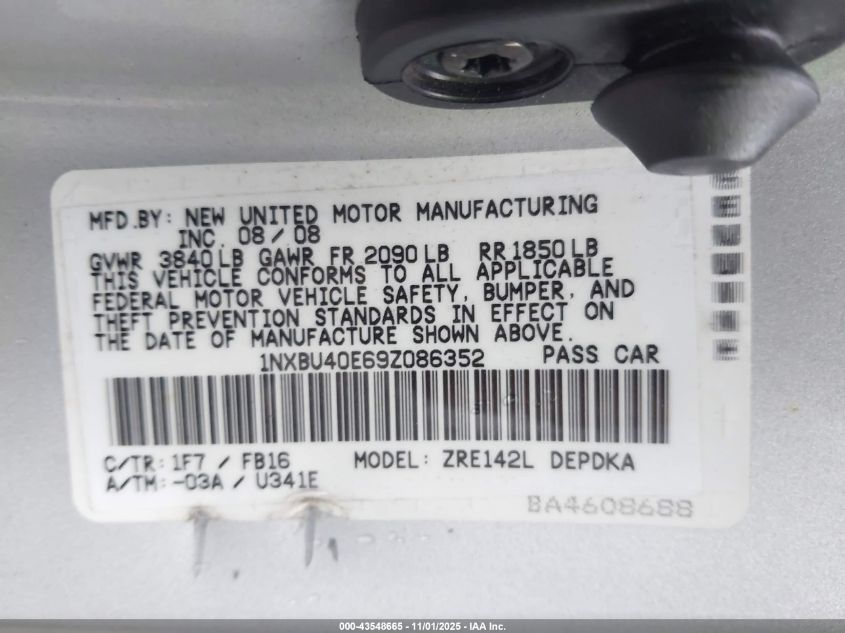 MFD.BY: NEW UNITED MOTOR MANUFACTURING
INC. 08/08
GVWR 3840LB GAWR FR 2090LB RR1850LB
THIS VEHICLE CONFORMS TO ALL APPLICABLE
FEDERAL MOTOR VEHICLE SAFETY, BUMPER, AND
THEFT PREVENTION STANDARDS IN EFFECT ON
THE DATE OF MANUFACTURE SHOWN ABOVE.
1NXBU40E69Z086352 PASS CAR
C/TR: 1F7 / FB16 MODEL: ZRE142L DEPDKA
A/TM: -03A / U341E
BA4608688
000-43548665 - 11/01/2025 - IAA Inc.